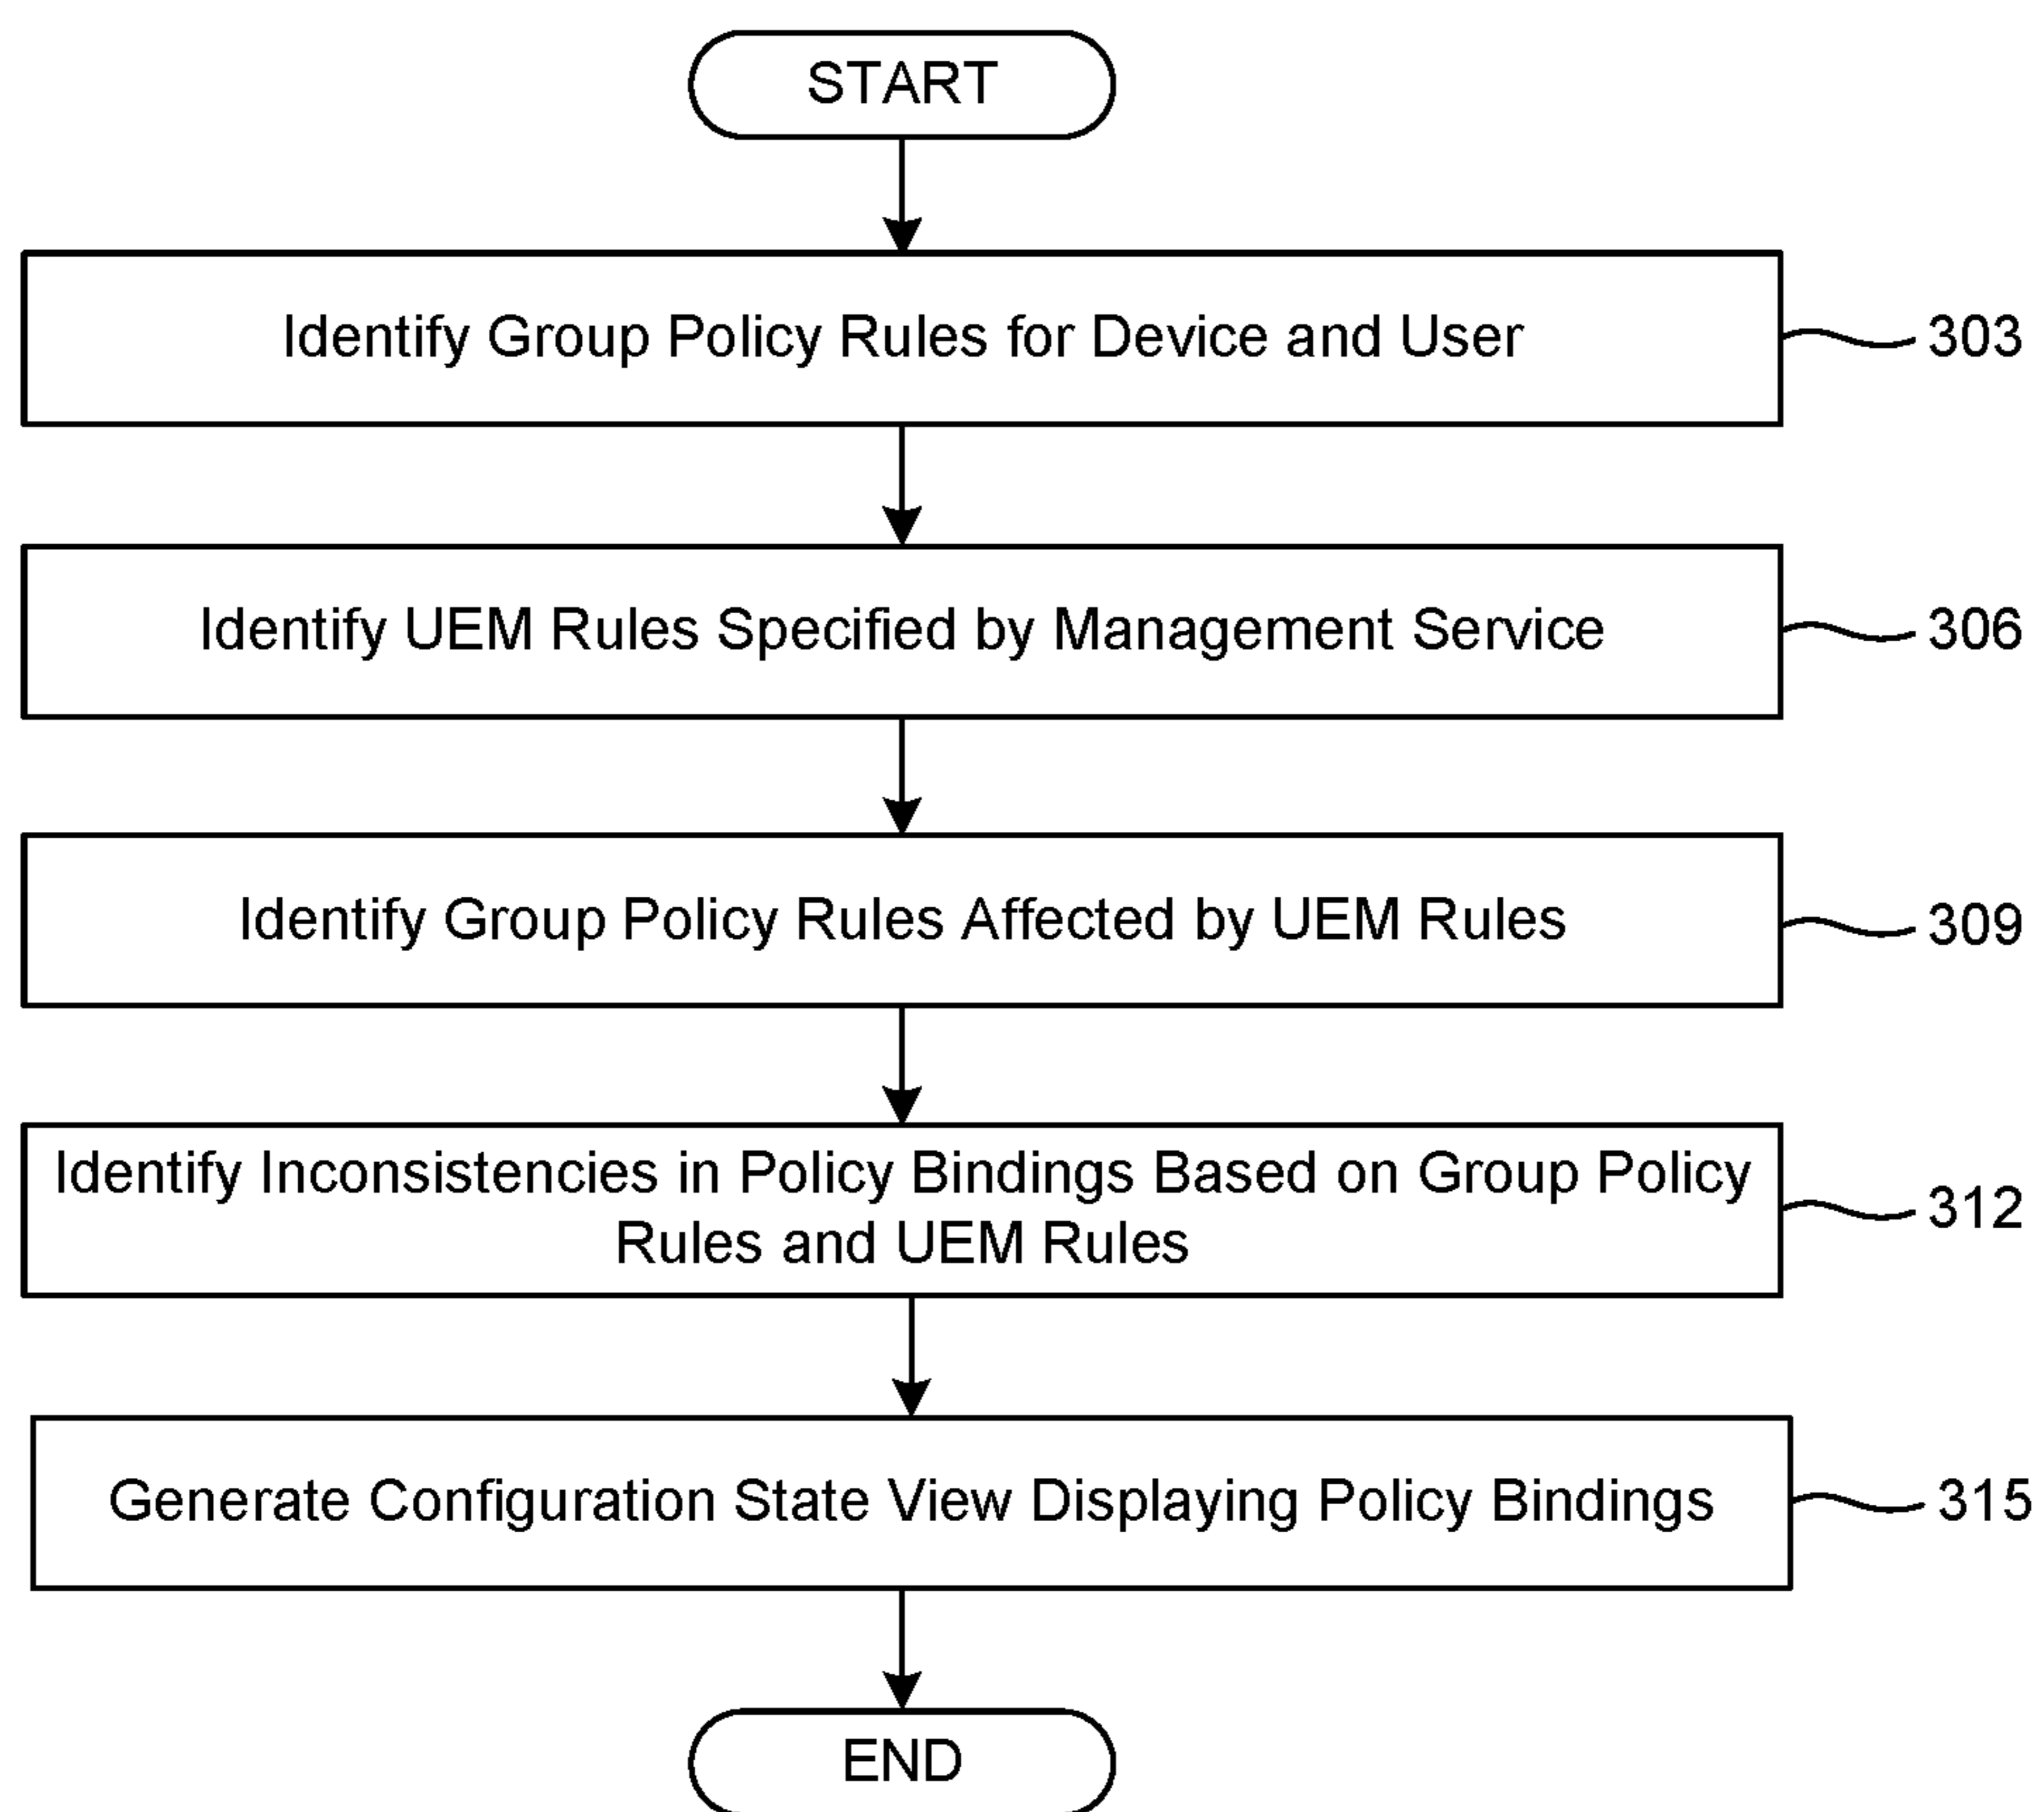 START
Identify Group Policy Rules for Device and User
303
Identify UEM Rules Specified by Management Service
306
Identify Group Policy Rules Affected by UEM Rules
309
Identify Inconsistencies in Policy Bindings Based on Group Policy
Rules and UEM Rules
312
Generate Configuration State View Displaying Policy Bindings
315
END